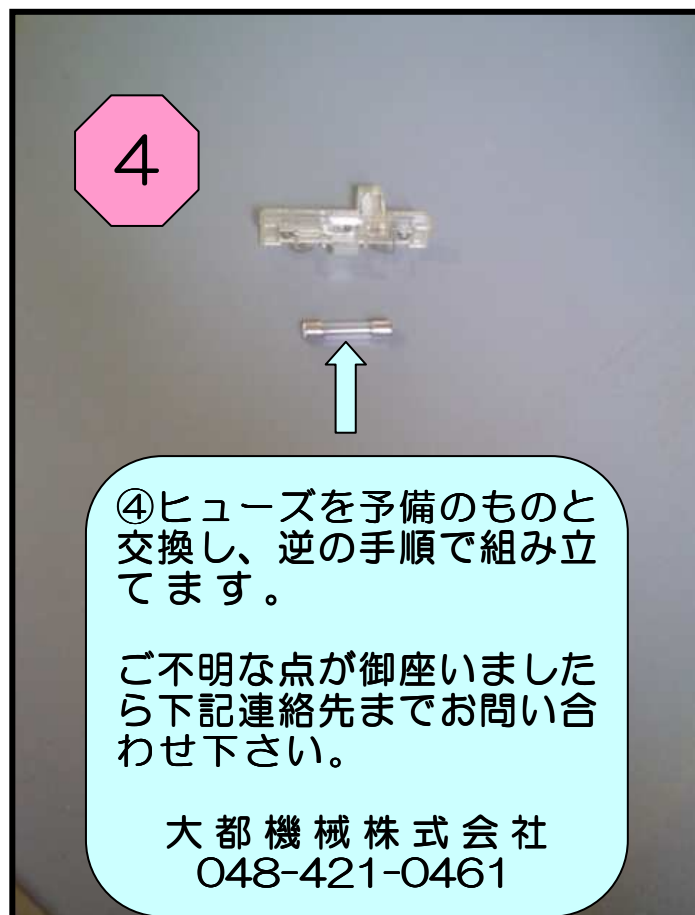 4
④ヒューズを予備のものと
交換し、逆の手順で組み立
てます。
ご不明な点が御座いました
ら下記連絡先までお問い合
わせ下さい。
大都機械株式会社
048-421-0461